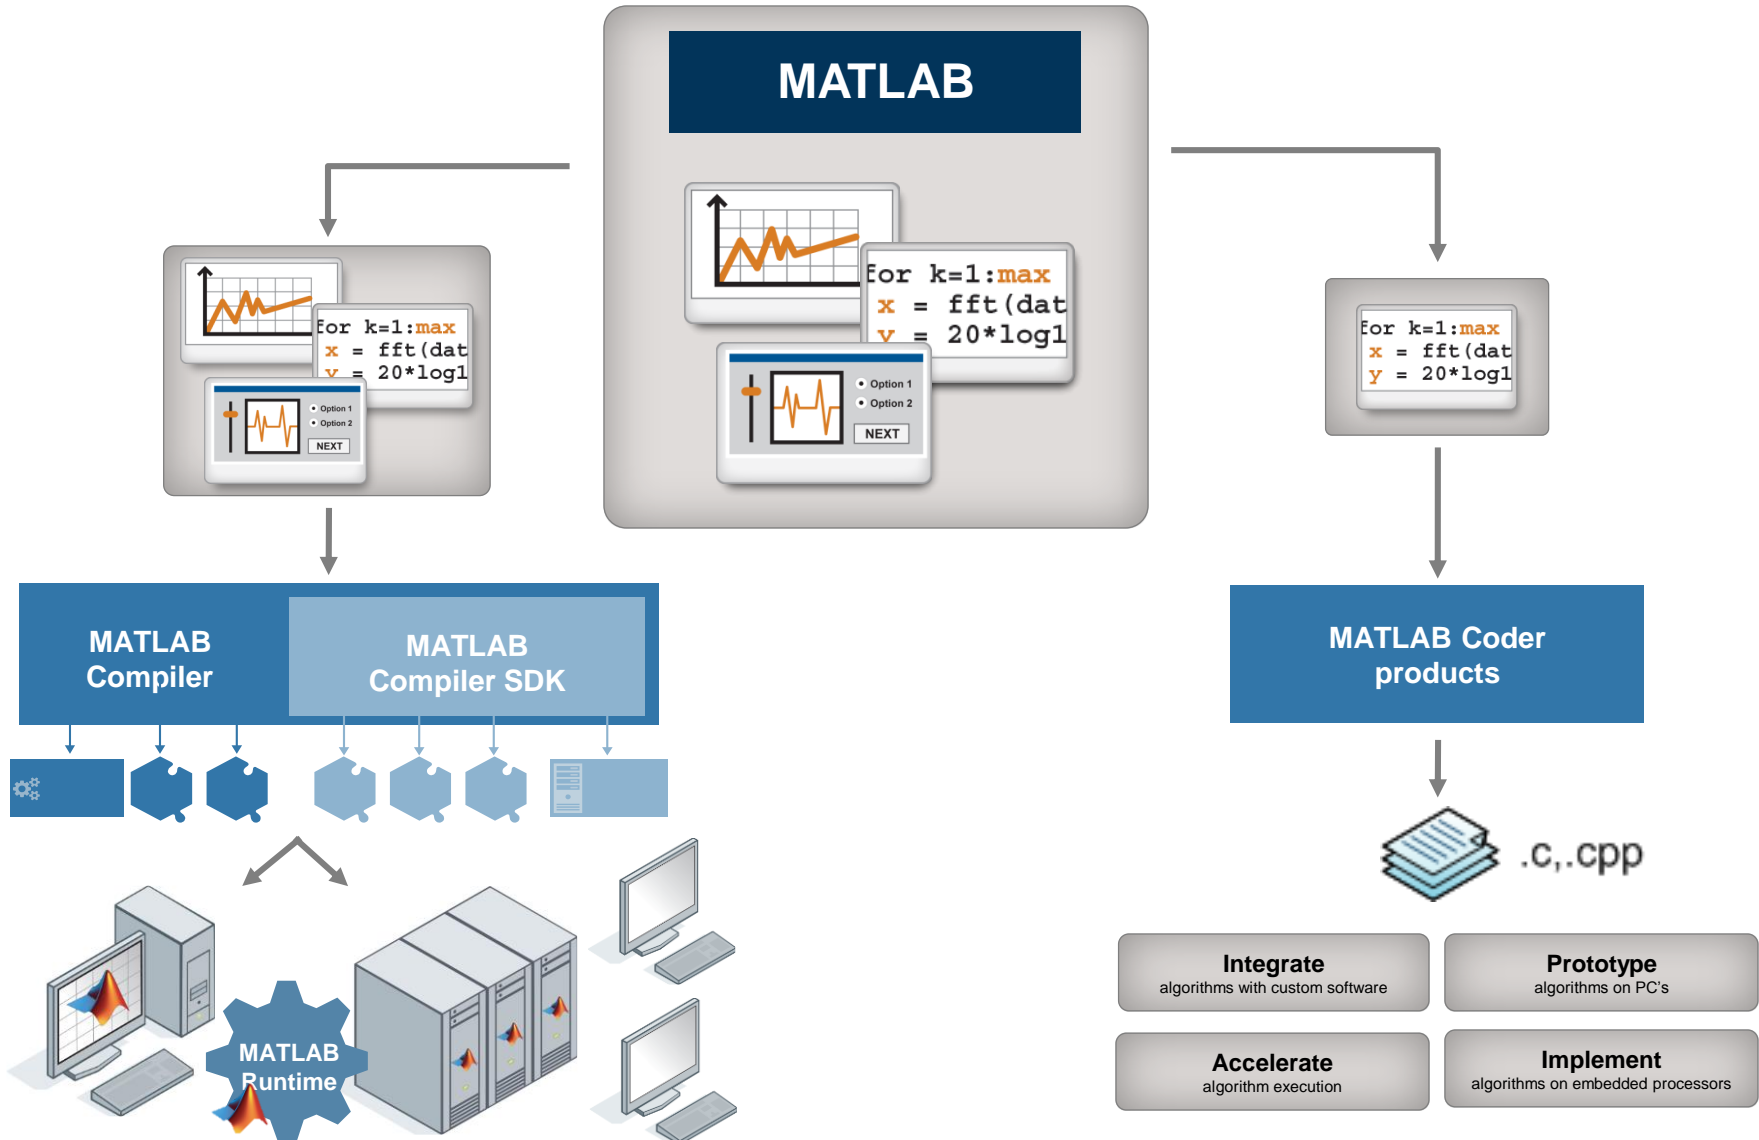 MATLAB
for k=1:max
x = fft(dat
y = 20*log1
Option 1
Option 2
NEXT
for k=1:max
x = fft(dat
y = 20*log1
Option 1
Option 2
NEXT
for k=1:max
x = fft(dat
y = 20*log1
MATLAB
Compiler
MATLAB
Compiler SDK
MATLAB Coder
products
.c,.cpp
MATLAB
Runtime
Integrate
algorithms with custom software
Prototype
algorithms on PC’s
Accelerate
algorithm execution
Implement
algorithms on embedded processors